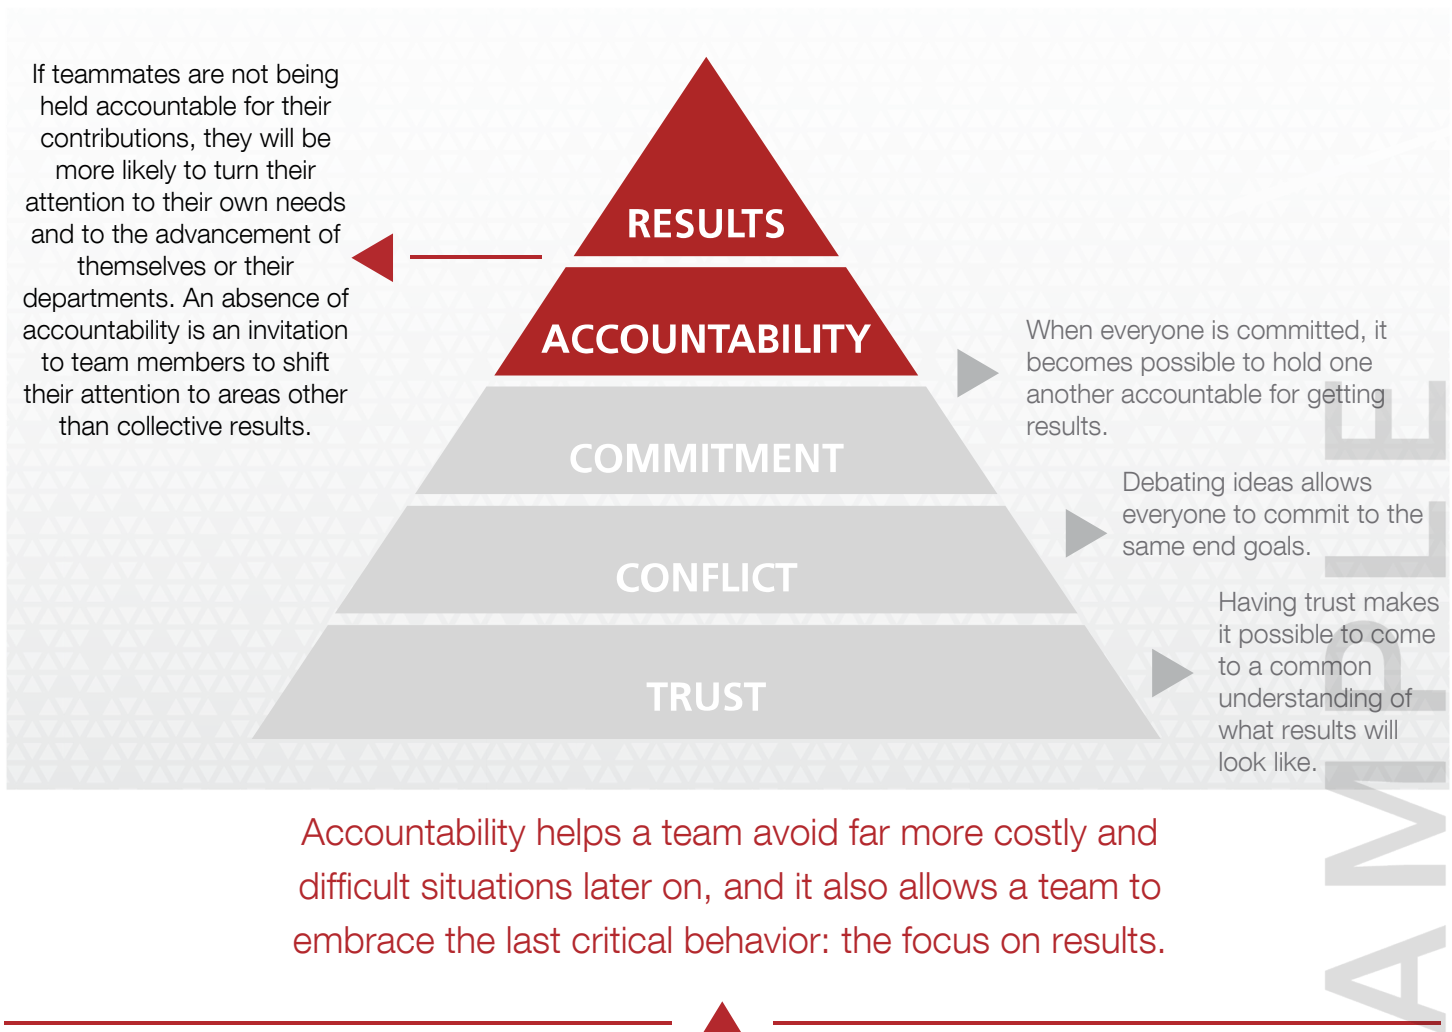 If teammates are not being
held accountable for their
contributions, they will be
more likely to turn their
attention to their own needs
and to the advancement of
themselves or their
departments. An absence of
accountability is an invitation
to team members to shift
their attention to areas other
than collective results.
RESULTS
ACCOUNTABILITY
COMMITMENT
CONFLICT
TRUST
When everyone is committed, it
becomes possible to hold one
another accountable for getting
results.
Debating ideas allows
everyone to commit to the
same end goals.
Having trust makes
it possible to come
to a common
understanding of
what results will
look like.
Accountability helps a team avoid far more costly and
difficult situations later on, and it also allows a team to
embrace the last critical behavior: the focus on results.
AMPLE